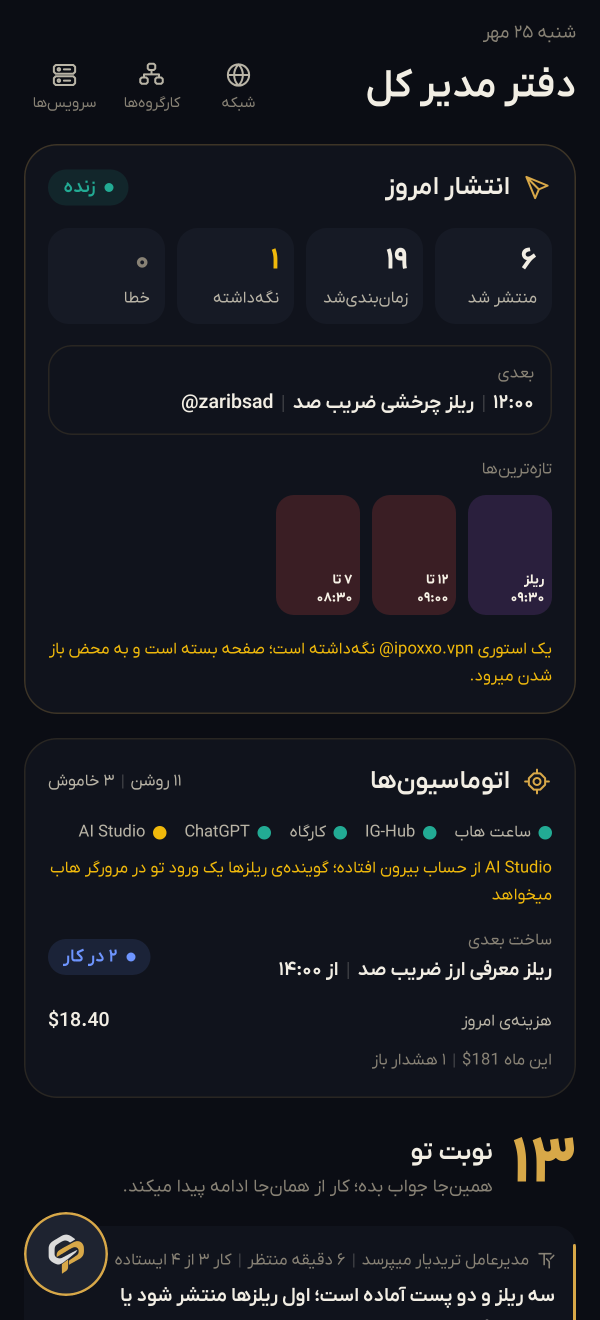 شنبه ۲۵ مهر
دفتر مدیر کل
شبکه
کارگروه‌ها
سرویس‌ها
انتشار امروز
زنده
۶
منتشر شد
۱۹
زمان‌بندی‌شد
۱
نگه‌داشته
۰
خطا
بعدی
۱۲:۰۰ | ریلز چرخشی ضریب صد | @zaribsad
تازه‌ترین‌ها
ریلز
۰۹:۳۰
۱۲ تا
۰۹:۰۰
۷ تا
۰۸:۳۰
یک استوری @ipoxxo.vpn نگه‌داشته است؛ صفحه بسته است و به محض باز
شدن میرود.
اتوماسیون‌ها
۱۱ روشن | ۳ خاموش
ساعت هاب
IG-Hub
کارگاه
ChatGPT
AI Studio
AI Studio از حساب بیرون افتاده؛ گوینده‌ی ریلزها یک ورود تو در مرورگر هاب
میخواهد
ساخت بعدی
ریلز معرفی ارز ضریب صد | از ۱۴:۰۰
۲ در کار
هزینه‌ی امروز
$18.40
این ماه $181 | ۱ هشدار باز
۱۳
نوبت تو
همین‌جا جواب بده؛ کار از همان‌جا ادامه پیدا میکند.
مدیرعامل تریدیار میپرسد | ۶ دقیقه منتظر | کار ۳ از ۴ ایستاده
سه ریلز و دو پست آماده است؛ اول ریلزها منتشر شود یا